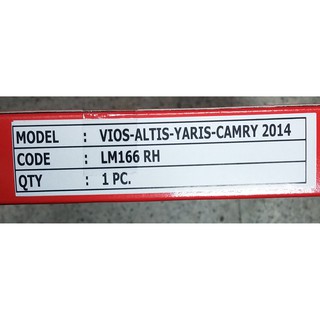 MODEL : VIOS-ALTIS-YARIS-CAMRY 2014
CODE : LM166 RH
QTY : 1 PC.